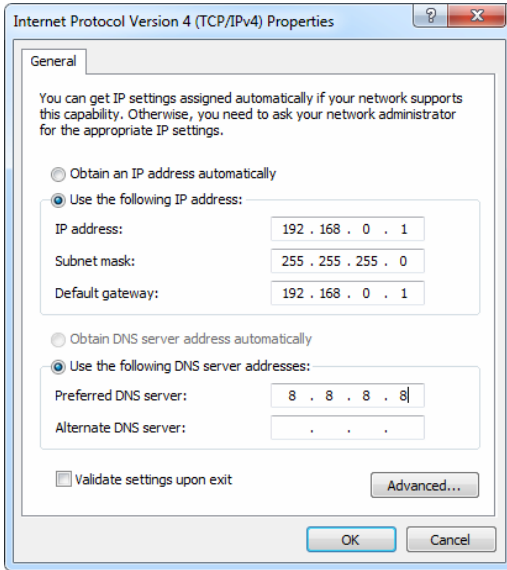 Internet Protocol Version 4 (TCP/IPv4) Properties
General
You can get IP settings assigned automatically if your network supports
this capability. Otherwise, you need to ask your network administrator
for the appropriate IP settings.
Obtain an IP address automatically
Use the following IP address:
IP address: 192 . 168 . 0 . 1
Subnet mask: 255 . 255 . 255 . 0
Default gateway: 192 . 168 . 0 . 1
Obtain DNS server address automatically
Use the following DNS server addresses:
Preferred DNS server: 8 . 8 . 8 . 8
Alternate DNS server: . . .
Validate settings upon exit
Advanced...
OK Cancel